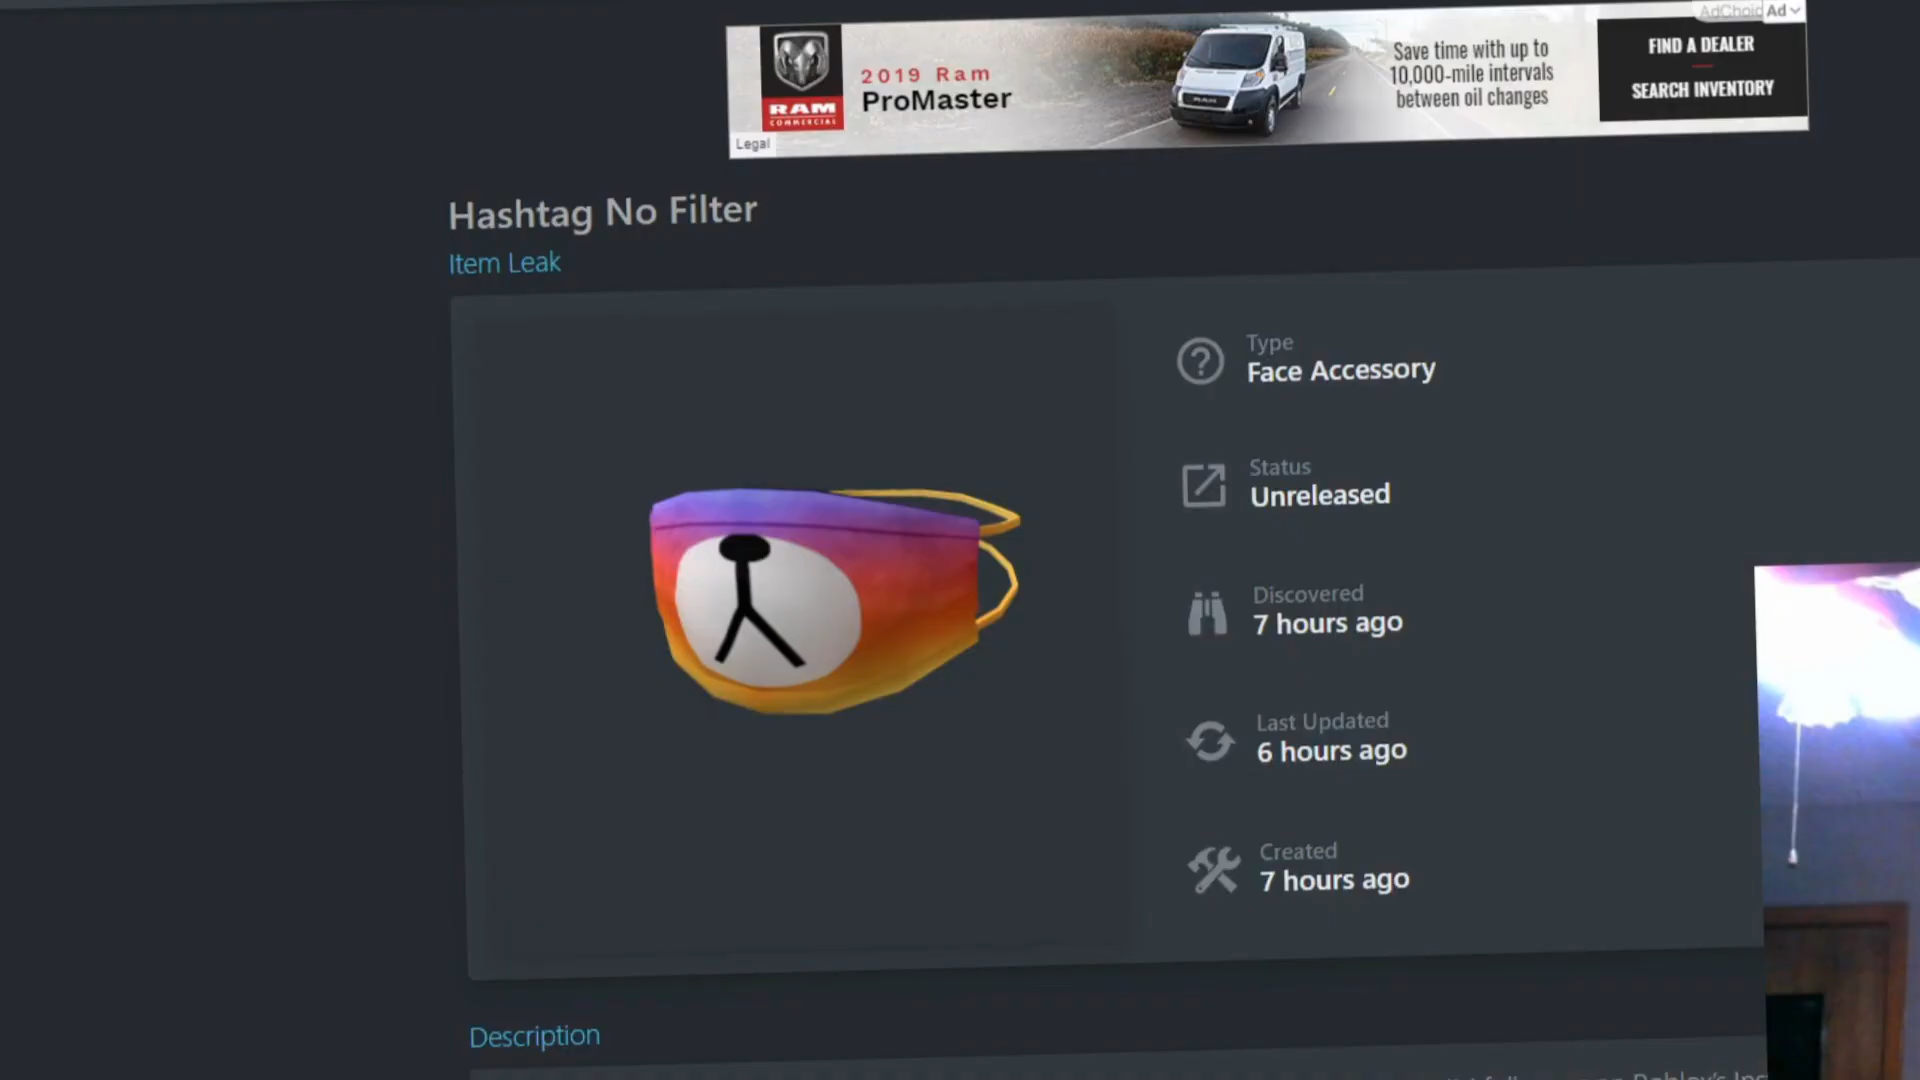 AdChoic Ad
2019 Ram
ProMaster
RAM
COMMERCIAL
Legal
RAM
Save time with up to
10,000-mile intervals
between oil changes
FIND A DEALER
SEARCH INVENTORY
Hashtag No Filter
Item Leak
Type
Face Accessory
Status
Unreleased
Discovered
7 hours ago
Last Updated
6 hours ago
Created
7 hours ago
Description